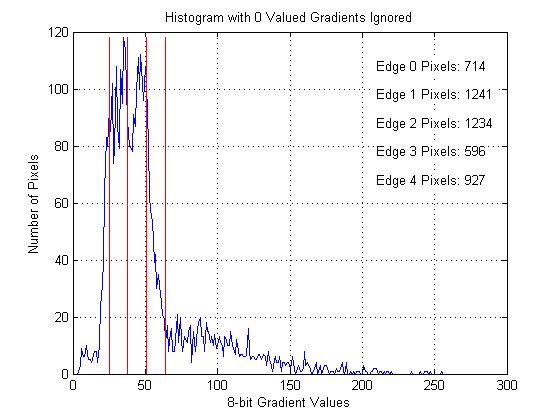 Histogram with 0 Valued Gradients Ignored
120
100
80
60
40
20
0
Number of Pixels
Edge 0 Pixels: 714
Edge 1 Pixels: 1241
Edge 2 Pixels: 1234
Edge 3 Pixels: 596
Edge 4 Pixels: 927
0 50 100 150 200 250 300
8-bit Gradient Values